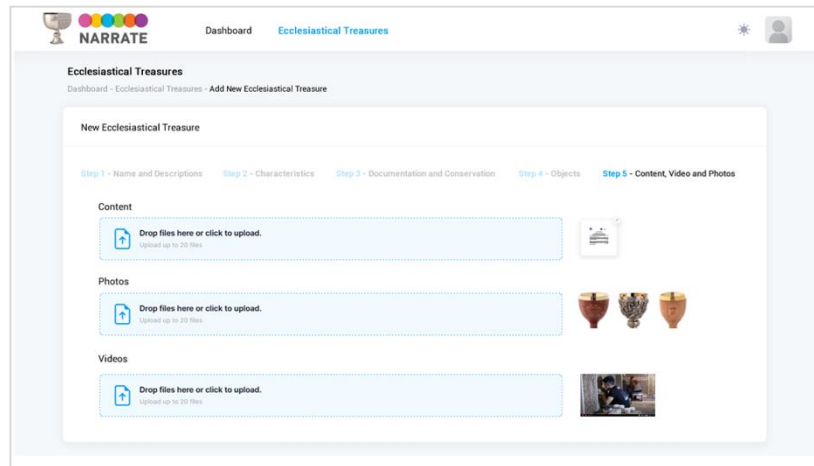 NARRATE
Dashboard
Ecclesiastical Treasures
Ecclesiastical Treasures
Dashboard - Ecclesiastical Treasures - Add New Ecclesiastical Treasure
New Ecclesiastical Treasure
Step 1 - Name and Descriptions
Step 2 - Characteristics
Step 3 - Documentation and Conservation
Step 4 - Objects
Step 5 - Content, Video and Photos
Content
Drop files here or click to upload.
Upload up to 20 files
Photos
Drop files here or click to upload.
Upload up to 20 files
Videos
Drop files here or click to upload.
Upload up to 20 files